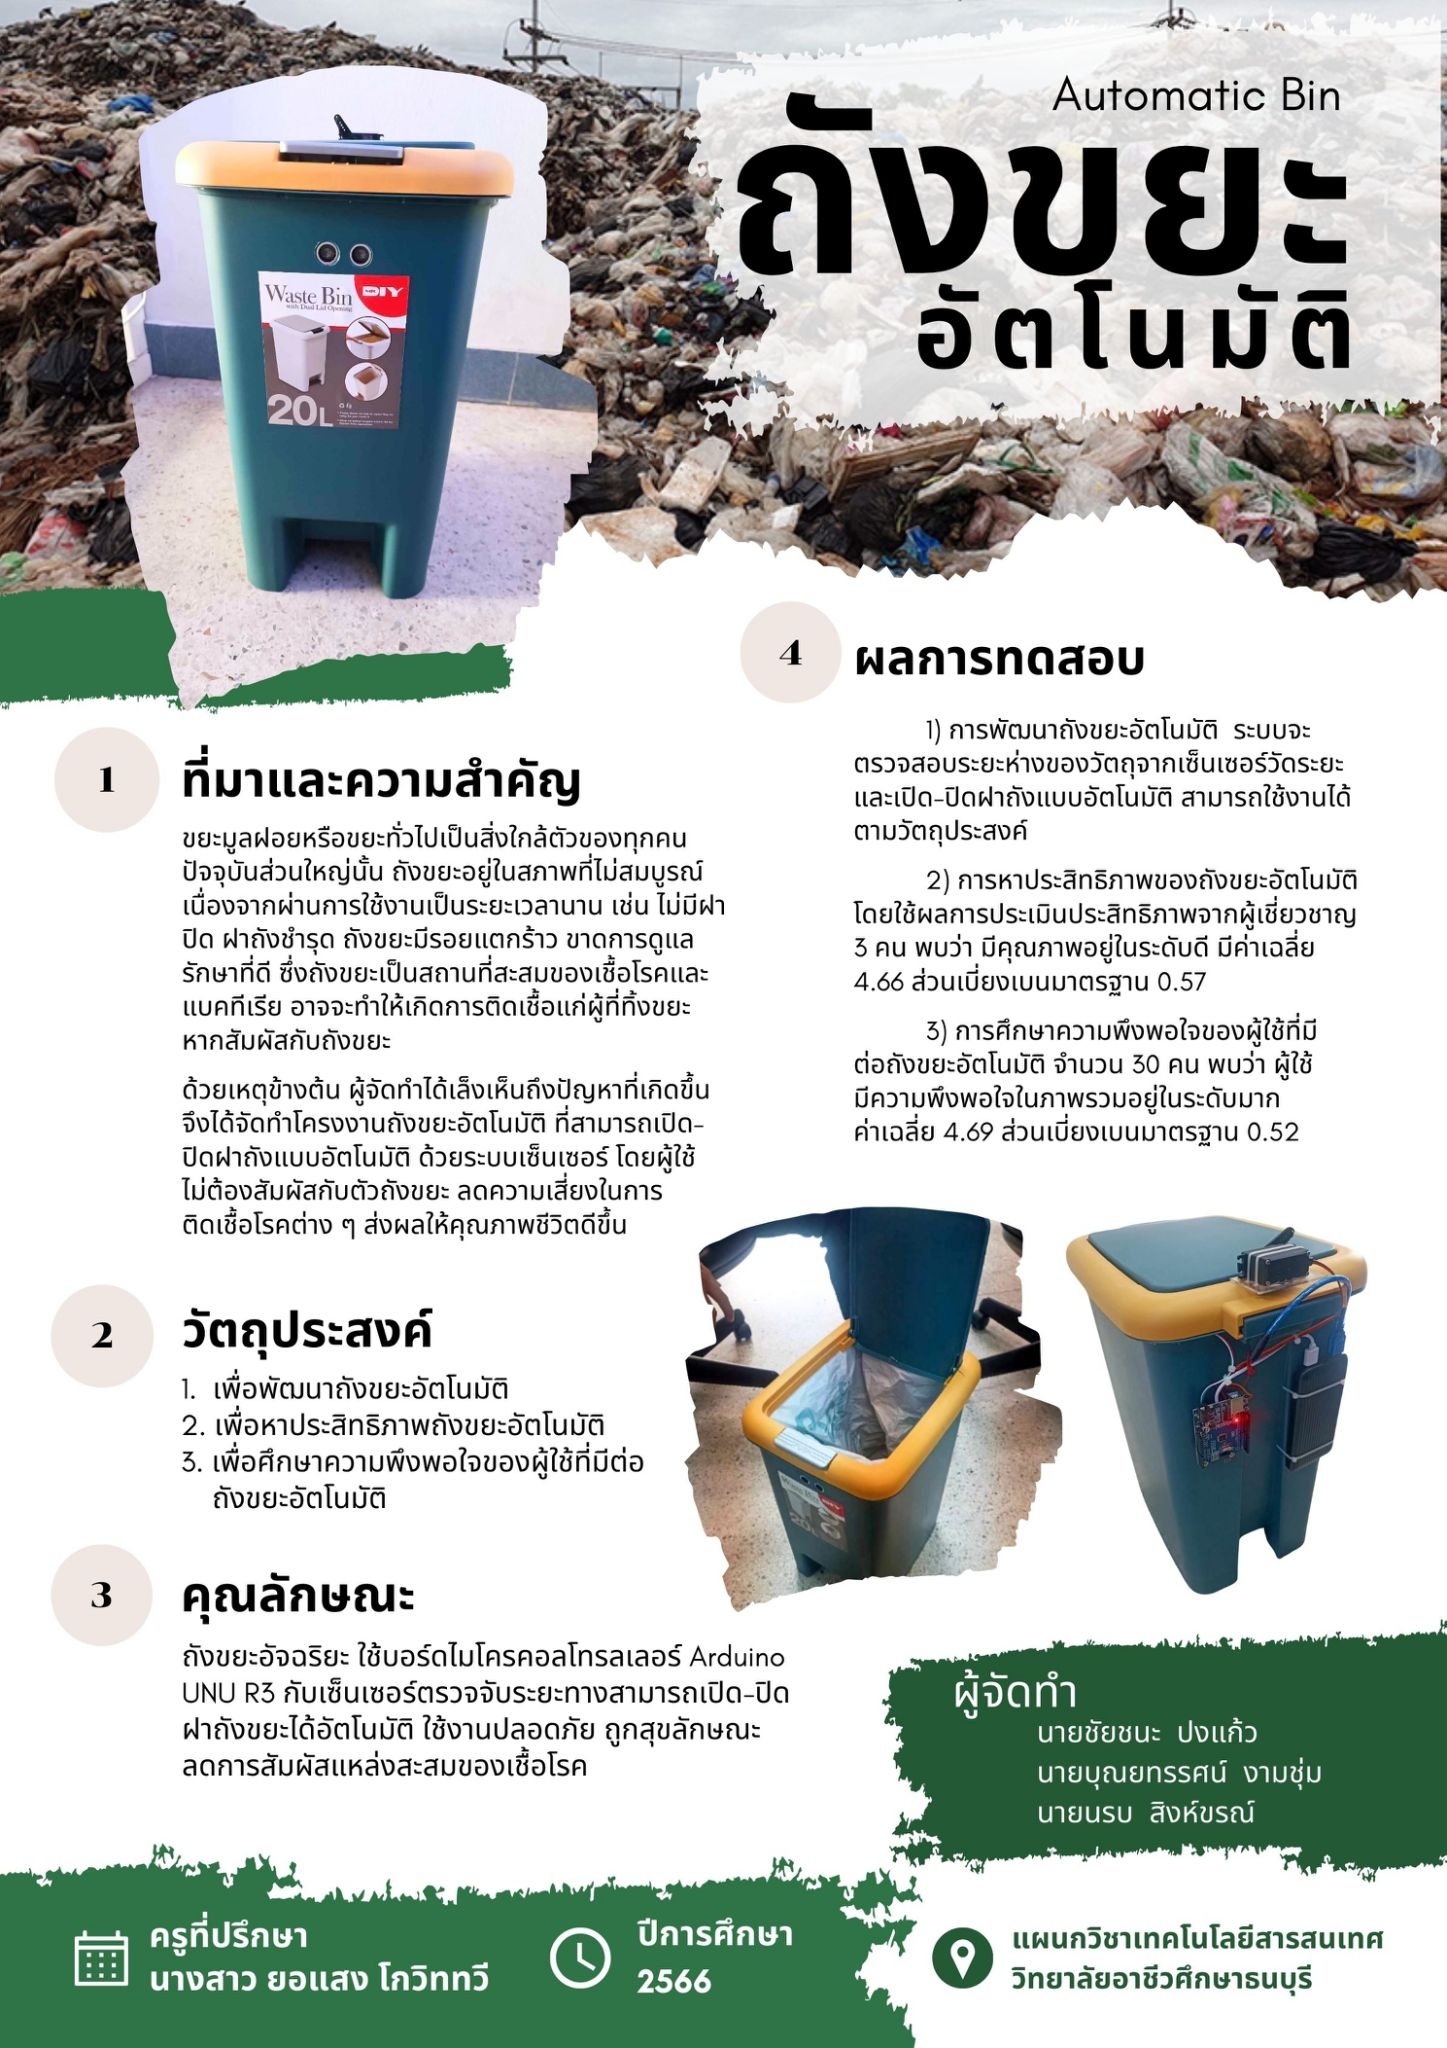 Automatic Bin
ถังขยะ
อัตโนมัติ
Waste Bin
with Dual Lid Opening
MR. DIY
20L
1
ที่มาและความสำคัญ
ขยะมูลฝอยหรือขยะทั่วไปเป็นสิ่งใกล้ตัวของทุกคน
ปัจจุบันส่วนใหญ่นั้น ถังขยะอยู่ในสภาพที่ไม่สมบูรณ์
เนื่องจากผ่านการใช้งานเป็นระยะเวลานาน เช่น ไม่มีฝา
ปิด ฝาถังชำรุด ถังขยะมีรอยแตกร้าว ขาดการดูแล
รักษาที่ดี ซึ่งถังขยะเป็นสถานที่สะสมของเชื้อโรคและ
แบคทีเรีย อาจจะทำให้เกิดการติดเชื้อแก่ผู้ที่ทิ้งขยะ
หากสัมผัสกับถังขยะ
ด้วยเหตุข้างต้น ผู้จัดทำได้เล็งเห็นถึงปัญหาที่เกิดขึ้น
จึงได้จัดทำโครงงานถังขยะอัตโนมัติ ที่สามารถเปิด-
ปิดฝาถังแบบอัตโนมัติ ด้วยระบบเซ็นเซอร์ โดยผู้ใช้
ไม่ต้องสัมผัสกับตัวถังขยะ ลดความเสี่ยงในการ
ติดเชื้อโรคต่าง ๆ ส่งผลให้คุณภาพชีวิตดีขึ้น
2
วัตถุประสงค์
1. เพื่อพัฒนาถังขยะอัตโนมัติ
2. เพื่อหาประสิทธิภาพถังขยะอัตโนมัติ
3. เพื่อศึกษาความพึงพอใจของผู้ใช้ที่มีต่อ
ถังขยะอัตโนมัติ
3
คุณลักษณะ
ถังขยะอัจฉริยะ ใช้บอร์ดไมโครคอลโทรลเลอร์ Arduino
UNU R3 กับเซ็นเซอร์ตรวจจับระยะทางสามารถเปิด-ปิด
ฝาถังขยะได้อัตโนมัติ ใช้งานปลอดภัย ถูกสุขลักษณะ
ลดการสัมผัสแหล่งสะสมของเชื้อโรค
4
ผลการทดสอบ
1) การพัฒนาถังขยะอัตโนมัติ ระบบจะ
ตรวจสอบระยะห่างของวัตถุจากเซ็นเซอร์วัดระยะ
และเปิด-ปิดฝาถังแบบอัตโนมัติ สามารถใช้งานได้
ตามวัตถุประสงค์
2) การหาประสิทธิภาพของถังขยะอัตโนมัติ
โดยใช้ผลการประเมินประสิทธิภาพจากผู้เชี่ยวชาญ
3 คน พบว่า มีคุณภาพอยู่ในระดับดี มีค่าเฉลี่ย
4.66 ส่วนเบี่ยงเบนมาตรฐาน 0.57
3) การศึกษาความพึงพอใจของผู้ใช้ที่มี
ต่อถังขยะอัตโนมัติ จำนวน 30 คน พบว่า ผู้ใช้
มีความพึงพอใจในภาพรวมอยู่ในระดับมาก
ค่าเฉลี่ย 4.69 ส่วนเบี่ยงเบนมาตรฐาน 0.52
Waste Bin
DIY
20L
ผู้จัดทำ
นายชัยชนะ ปงแก้ว
นายบุณยทรรศน์ งามชุ่ม
นายนรบ สิงห์ขรณ์
ครูที่ปรึกษา
นางสาว ยอแสง โกวิททวี
ปีการศึกษา
2566
แผนกวิชาเทคโนโลยีสารสนเทศ
วิทยาลัยอาชีวศึกษาธนบุรี